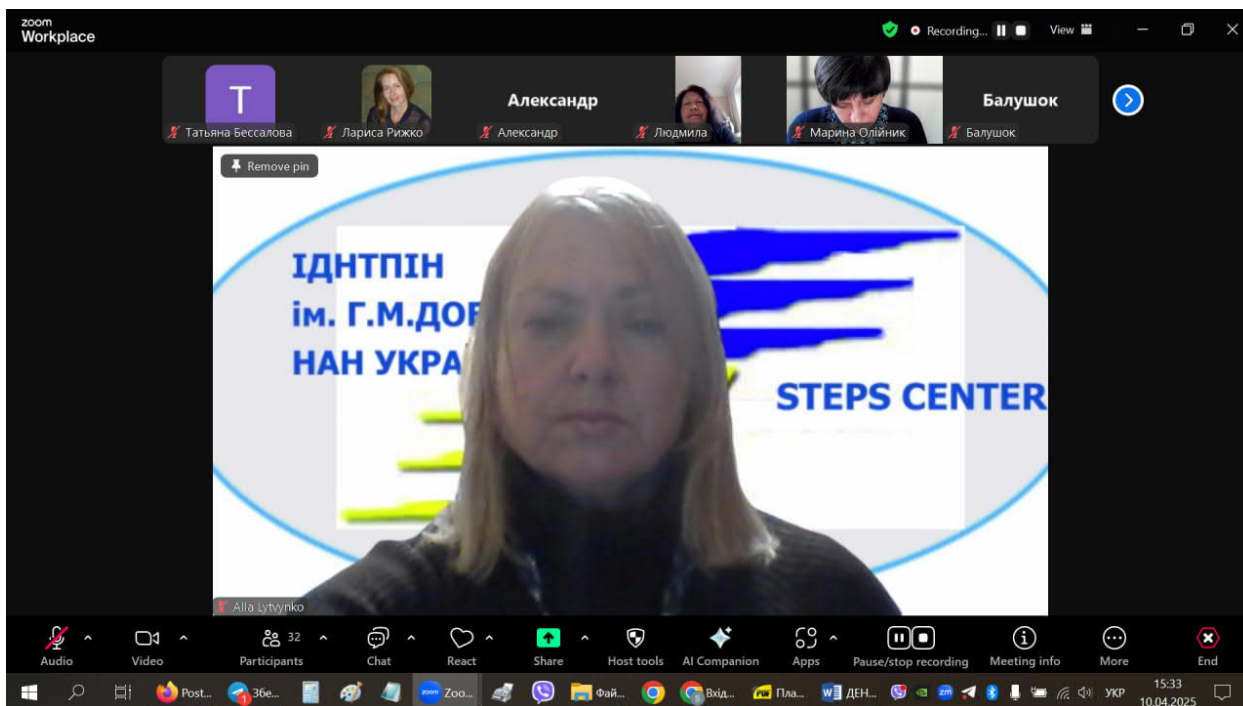 zoom
Workplace
Recording...
View
Т
Александр
Балушок
Татьяна Бессалова
Лариса Рижко
Александр
Людмила
Марина Олійник
Балушок
Remove pin
ІДНТПІН
ім. Г.М.ДОБ
НАН УКРА
STEPS CENTER
Alla Lytvynko
Audio
Video
32
Participants
Chat
React
Share
Host tools
AI Companion
Apps
Pause/stop recording
Meeting info
More
End
Post...
Збе...
Zoo...
Фай...
Вхід...
Пла...
ДЕН...
УКР
15:33
10.04.2025